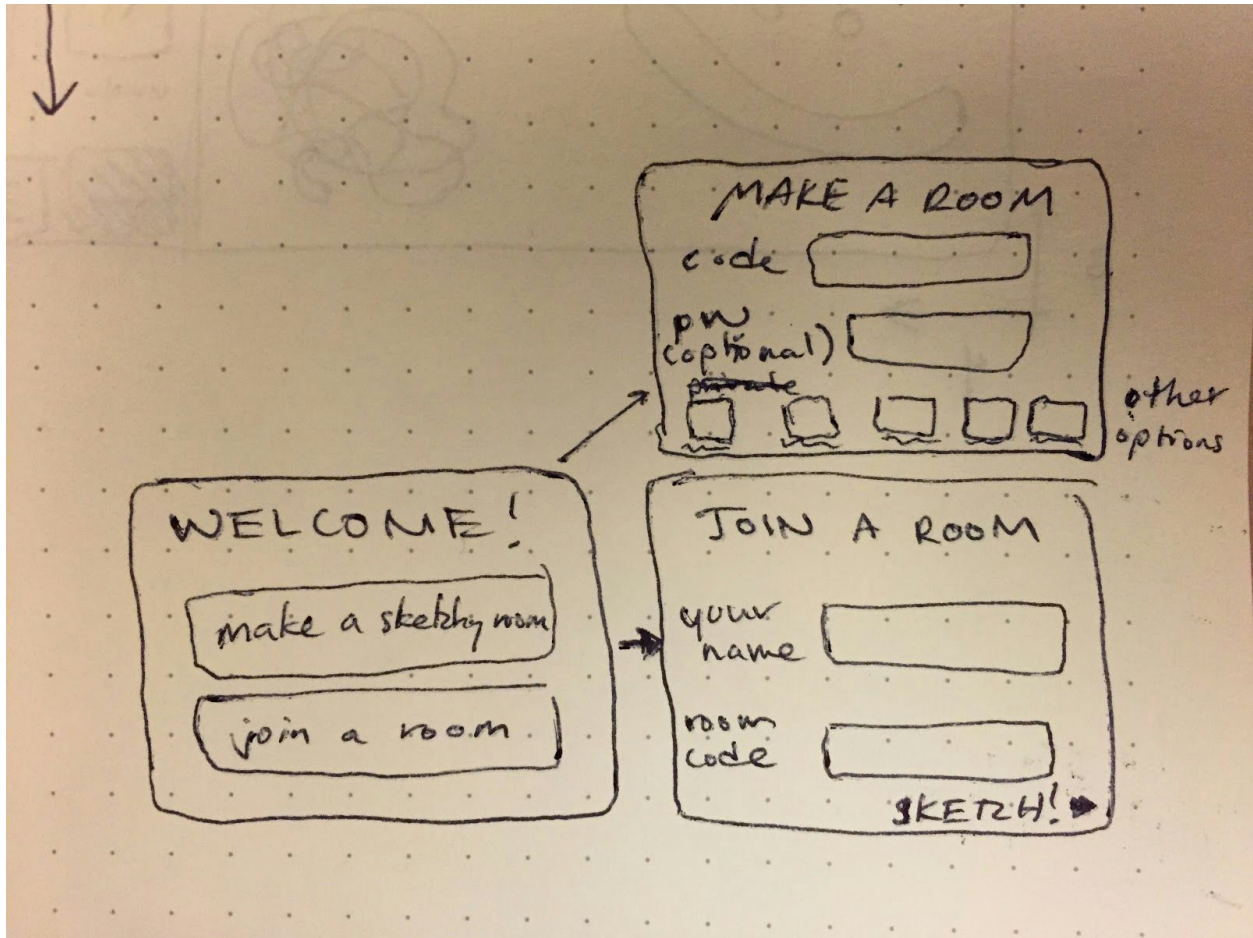 MAKE A ROOM
code
pw
(optional)
other
options
WELCOME!
make a sketchy room
join a room
JOIN A ROOM
your
name
room
code
SKETCH!